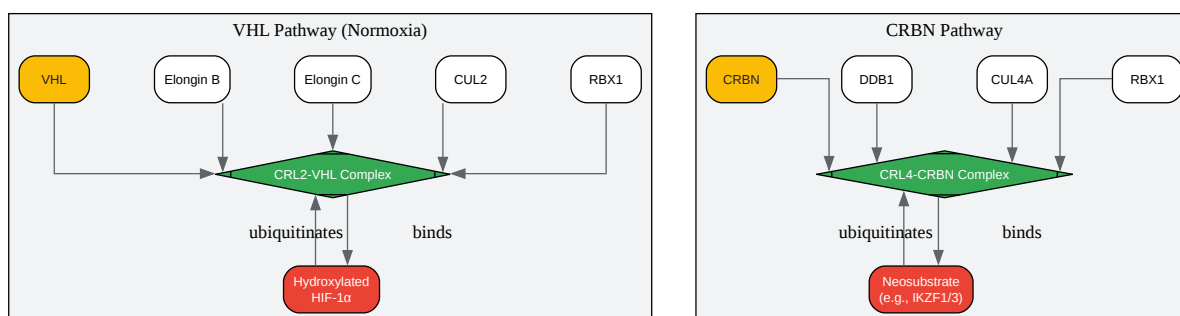 VHL Pathway (Normoxia)
VHL
Elongin B
Elongin C
CUL2
RBX1
CRL2-VHL Complex
ubiquitinates
binds
Hydroxylated
HIF-1α
CRBN Pathway
CRBN
DDB1
CUL4A
RBX1
CRL4-CRBN Complex
ubiquitinates
binds
Neosubstrate
(e.g., IKZF1/3)